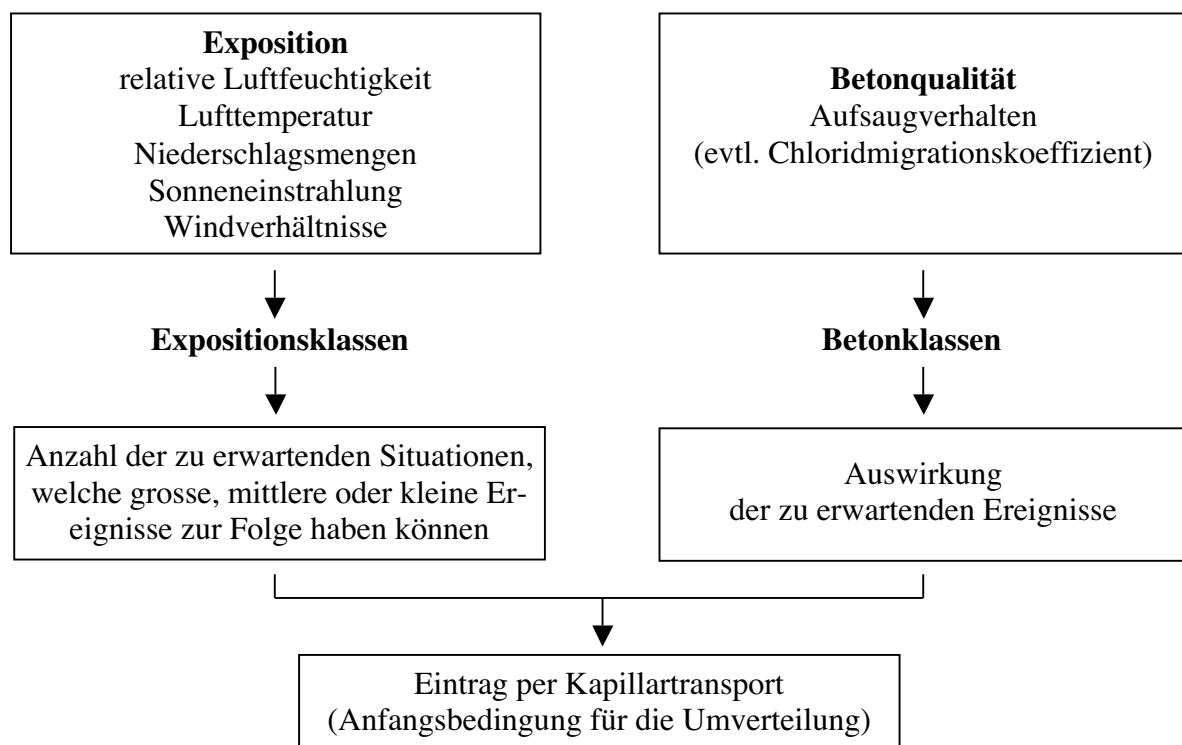 Exposition
relative Luftfeuchtigkeit
Lufttemperatur
Niederschlagsmengen
Sonneneinstrahlung
Windverhältnisse
Betonqualität
Aufsaugverhalten
(evtl. Chloridmigrationskoeffizient)
Expositionsklassen
Betonklassen
Anzahl der zu erwartenden Situationen,
welche grosse, mittlere oder kleine Er-
eignisse zur Folge haben können
Auswirkung
der zu erwartenden Ereignisse
Eintrag per Kapillartransport
(Anfangsbedingung für die Umverteilung)